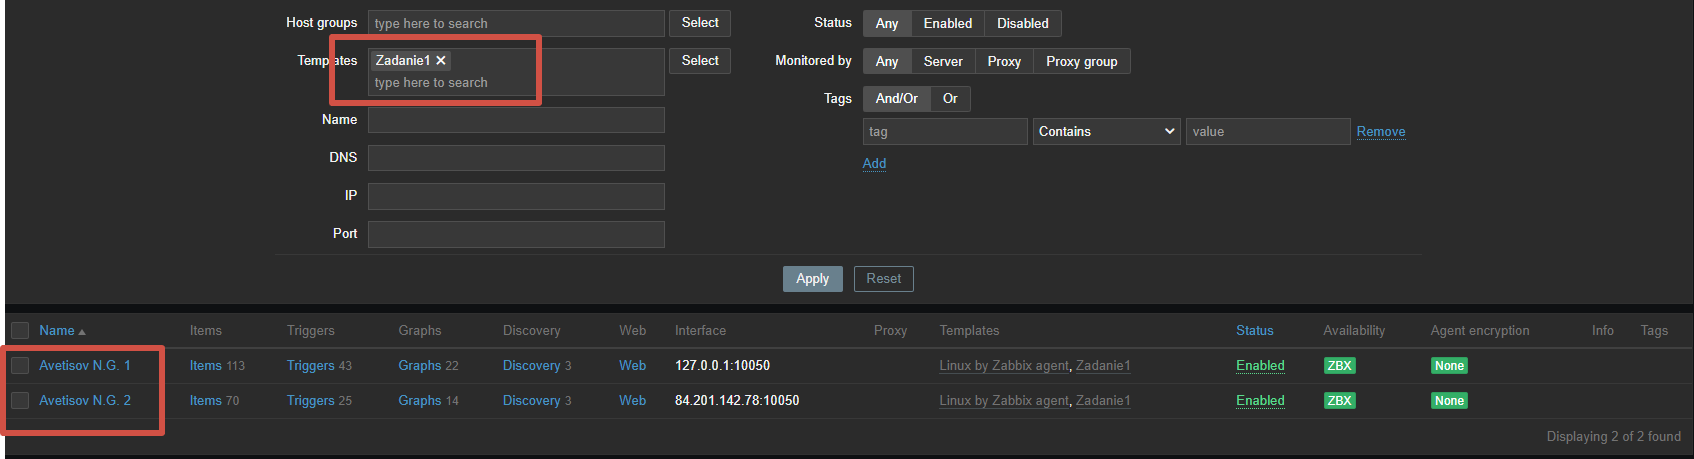 Host groups type here to search Select Status Any Enabled Disabled
Templates Zadanie1 × Select Monitored by Any Server Proxy Proxy group
type here to search
Tags And/Or Or
Name
tag Contains value Remove
DNS
Add
IP
Port
Apply Reset
Name Items Triggers Graphs Discovery Web Interface Proxy Templates Status Availability Agent encryption Info Tags
Avetisov N.G. 1 Items 113 Triggers 43 Graphs 22 Discovery 3 Web 127.0.0.1:10050 Linux by Zabbix agent, Zadanie1 Enabled ZBX None
Avetisov N.G. 2 Items 70 Triggers 25 Graphs 14 Discovery 3 Web 84.201.142.78:10050 Linux by Zabbix agent, Zadanie1 Enabled ZBX None
Displaying 2 of 2 found